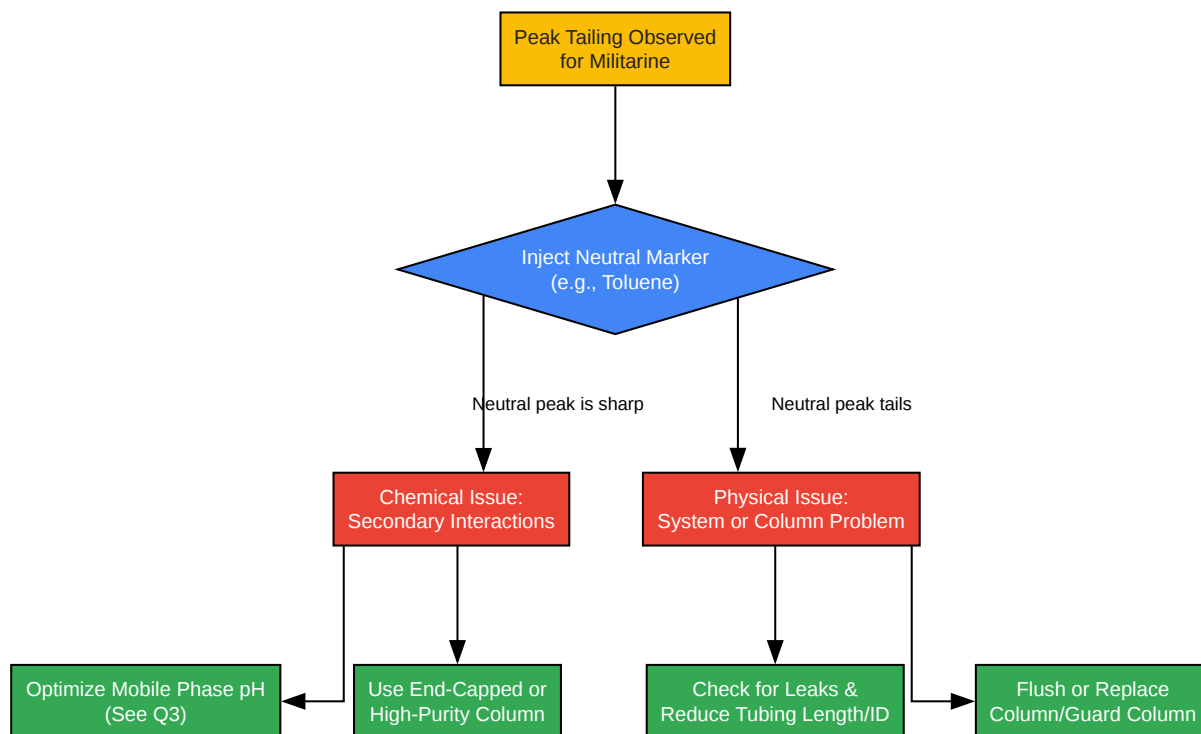 Peak Tailing Observed
for Militarine
Inject Neutral Marker
(e.g., Toluene)
Neutral peak is sharp
Neutral peak tails
Chemical Issue:
Secondary Interactions
Physical Issue:
System or Column Problem
Optimize Mobile Phase pH
(See Q3)
Use End-Capped or
High-Purity Column
Check for Leaks &
Reduce Tubing Length/ID
Flush or Replace
Column/Guard Column